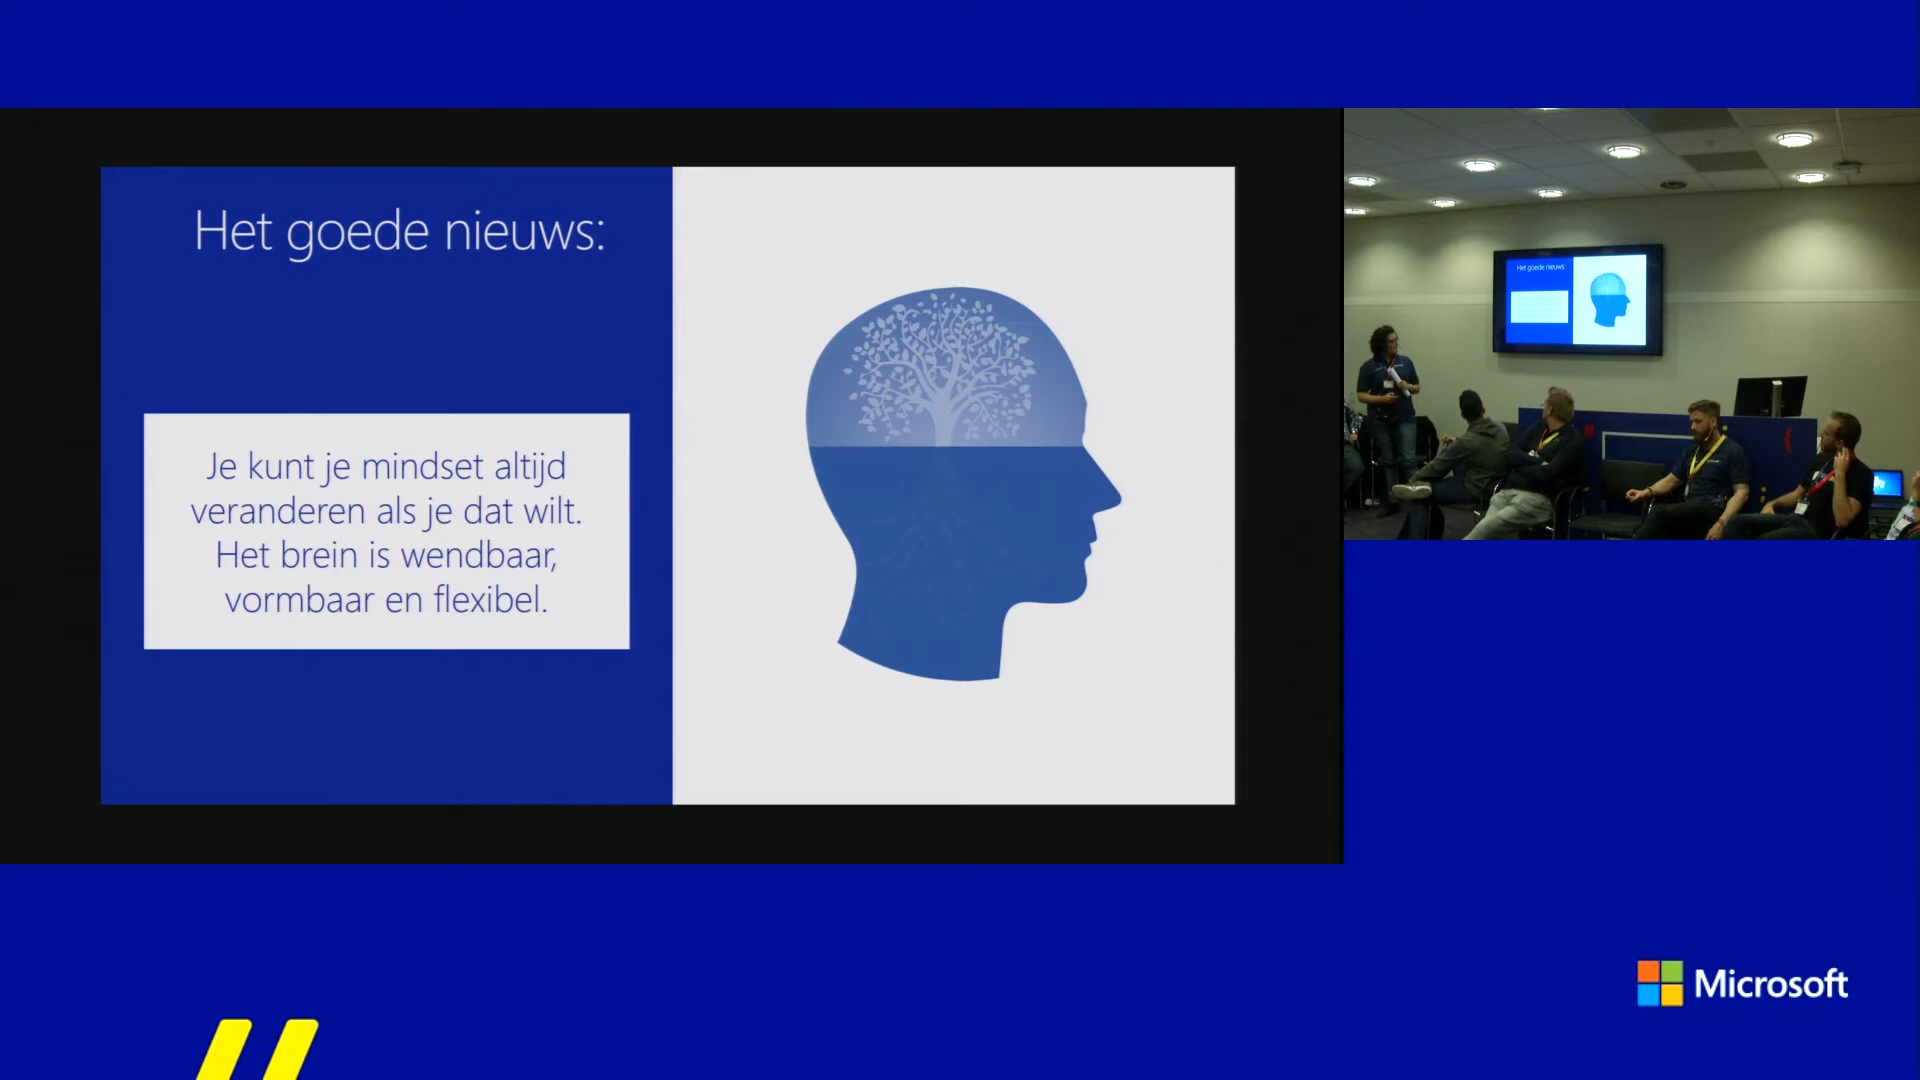 Het goede nieuws:
Je kunt je mindset altijd
veranderen als je dat wilt.
Het brein is wendbaar,
vormbaar en flexibel.
Het goede nieuws:
Microsoft